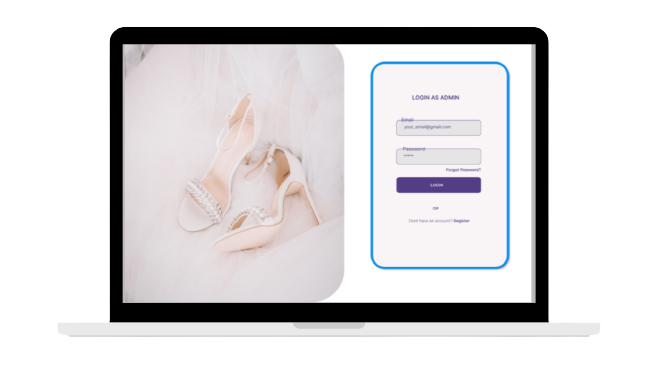 LOGIN AS ADMIN
Email
your_email@gmail.com
Password
Forgot Password?
LOGIN
OR
Dont have an account? Register